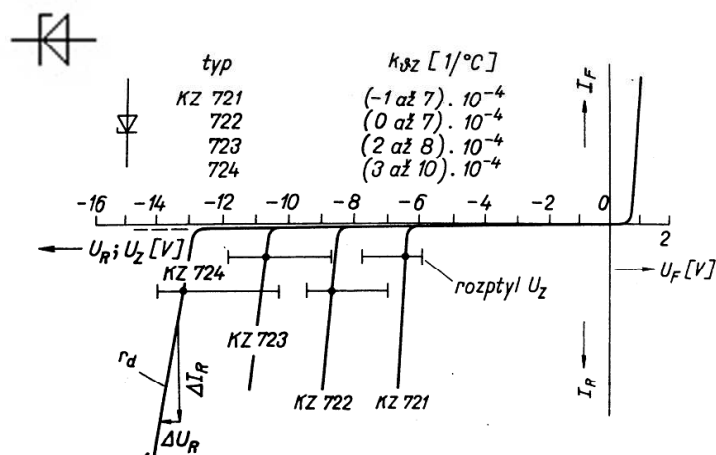 typ kϑZ [1/°C]
KZ 721 (-1 až 7). 10⁻⁴
722 (0 až 7). 10⁻⁴
723 (2 až 8). 10⁻⁴
724 (3 až 10). 10⁻⁴
I_F
-16 -14 -12 -10 -8 -6 -4 -2 0
2
U_R; U_Z [V]
U_F [V]
KZ 724
rozptyl U_Z
KZ 723
r_d
ΔI_R
I_R
KZ 722 KZ 721
ΔU_R